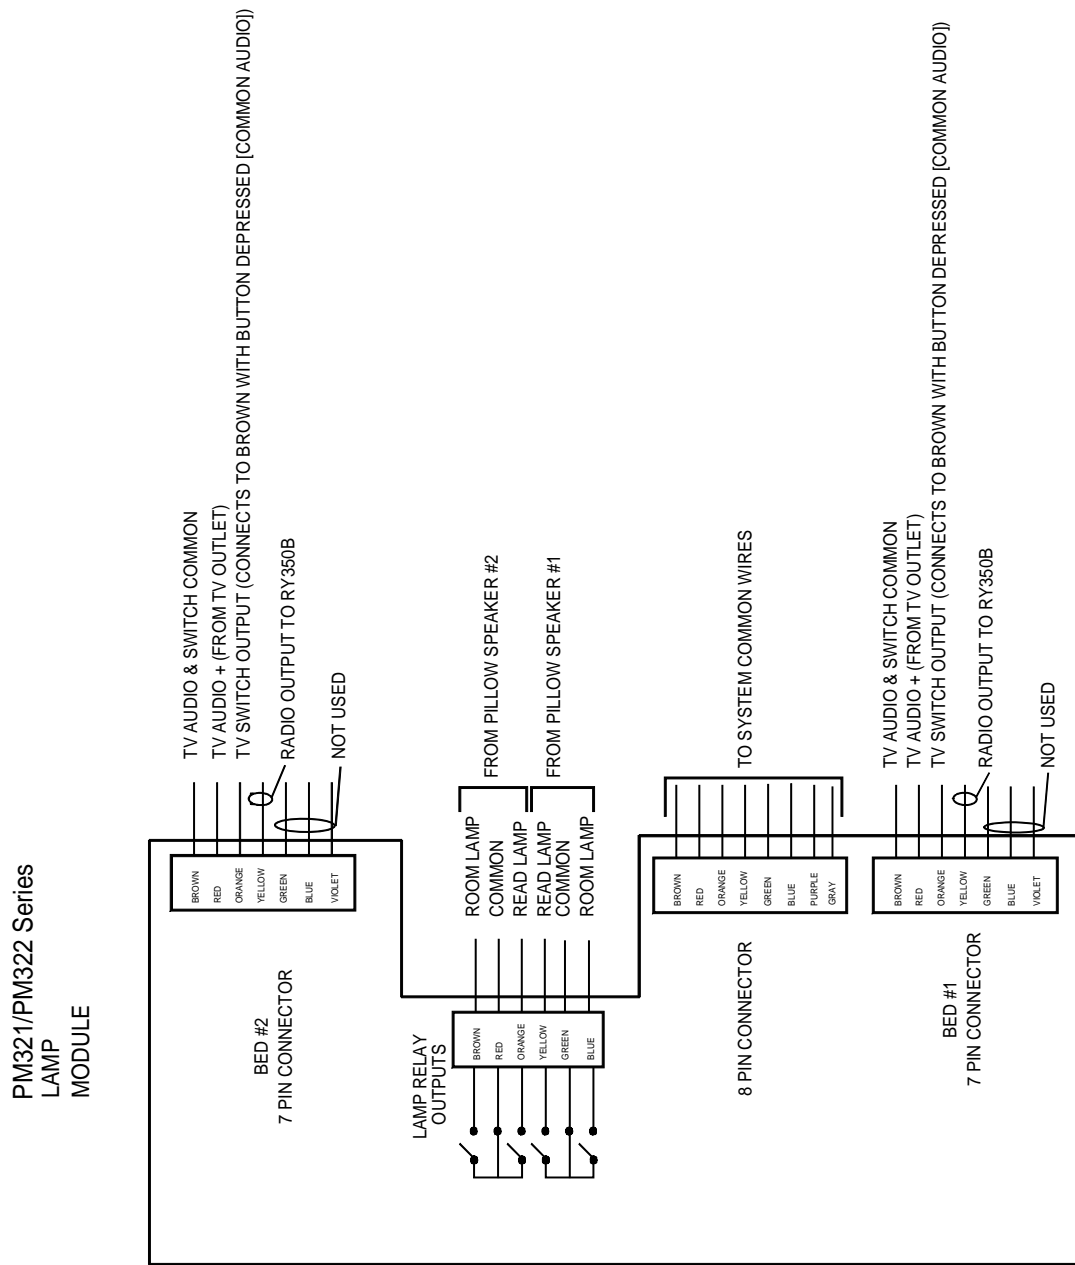 PM321/PM322 Series
LAMP
MODULE
TV AUDIO & SWITCH COMMON
TV AUDIO + (FROM TV OUTLET)
TV SWITCH OUTPUT (CONNECTS TO BROWN WITH BUTTON DEPRESSED [COMMON AUDIO])
RADIO OUTPUT TO RY350B
NOT USED
BROWN
RED
ORANGE
YELLOW
GREEN
BLUE
VIOLET
BED #2
7 PIN CONNECTOR
FROM PILLOW SPEAKER #2
FROM PILLOW SPEAKER #1
ROOM LAMP
COMMON
READ LAMP
READ LAMP
COMMON
ROOM LAMP
BROWN
RED
ORANGE
YELLOW
GREEN
BLUE
LAMP RELAY
OUTPUTS
TO SYSTEM COMMON WIRES
BROWN
RED
ORANGE
YELLOW
GREEN
BLUE
PURPLE
GRAY
8 PIN CONNECTOR
TV AUDIO & SWITCH COMMON
TV AUDIO + (FROM TV OUTLET)
TV SWITCH OUTPUT (CONNECTS TO BROWN WITH BUTTON DEPRESSED [COMMON AUDIO])
RADIO OUTPUT TO RY350B
NOT USED
BROWN
RED
ORANGE
YELLOW
GREEN
BLUE
VIOLET
BED #1
7 PIN CONNECTOR